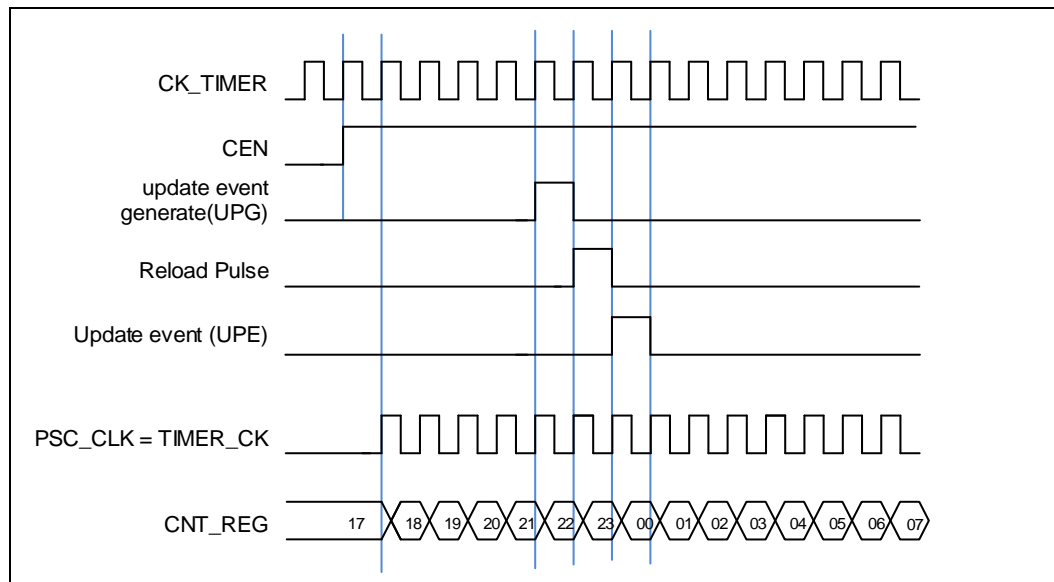 CK_TIMER
CEN
update event
generate(UPG)
Reload Pulse
Update event (UPE)
PSC_CLK = TIMER_CK
CNT_REG 17 18 19 20 21 22 23 00 01 02 03 04 05 06 07